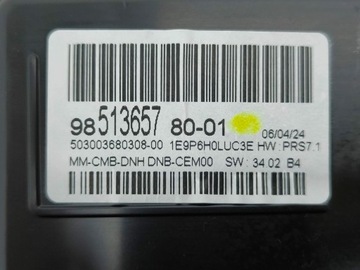 98 513657 80-01 06/04/24
503003680308-00 1E9P6H0LUC3E HW : PRS7.1
MM-CMB-DNH DNB-CEM00 SW : 34.02 B4